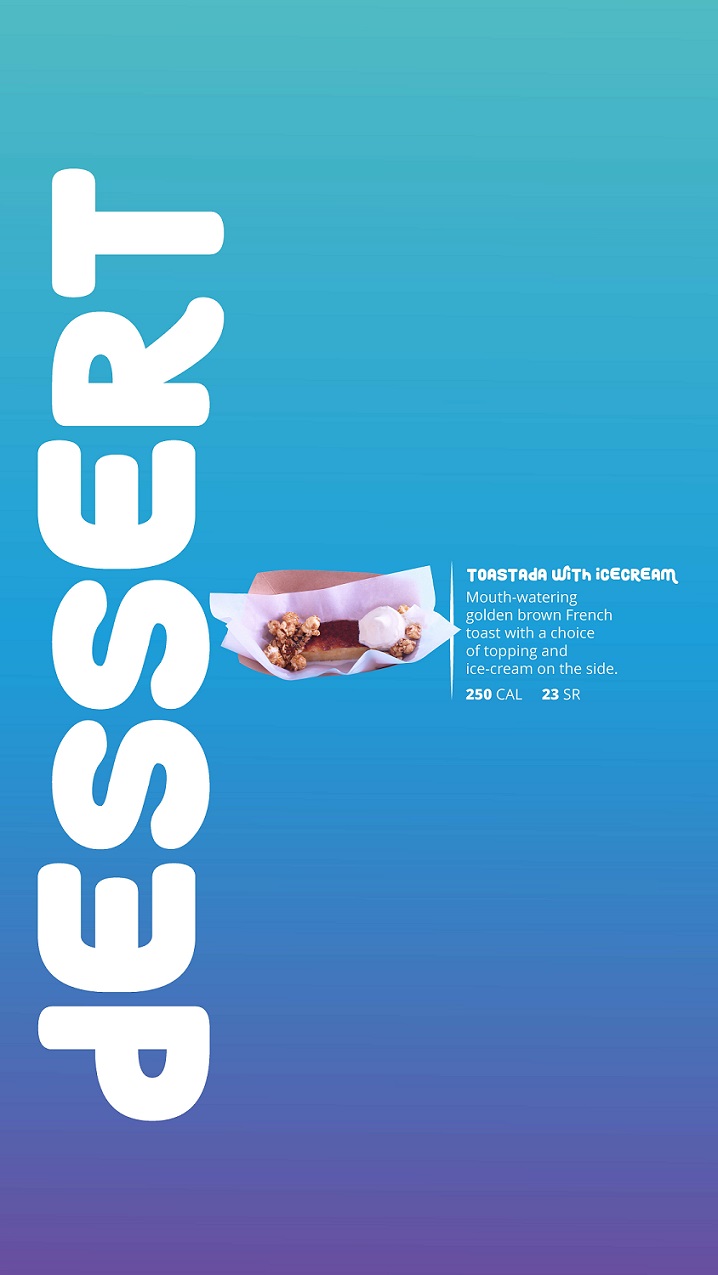 dESSERT
TOASTAdA WiTh iCECREAM
Mouth-watering
golden brown French
toast with a choice
of topping and
ice-cream on the side.
250 CAL 23 SR